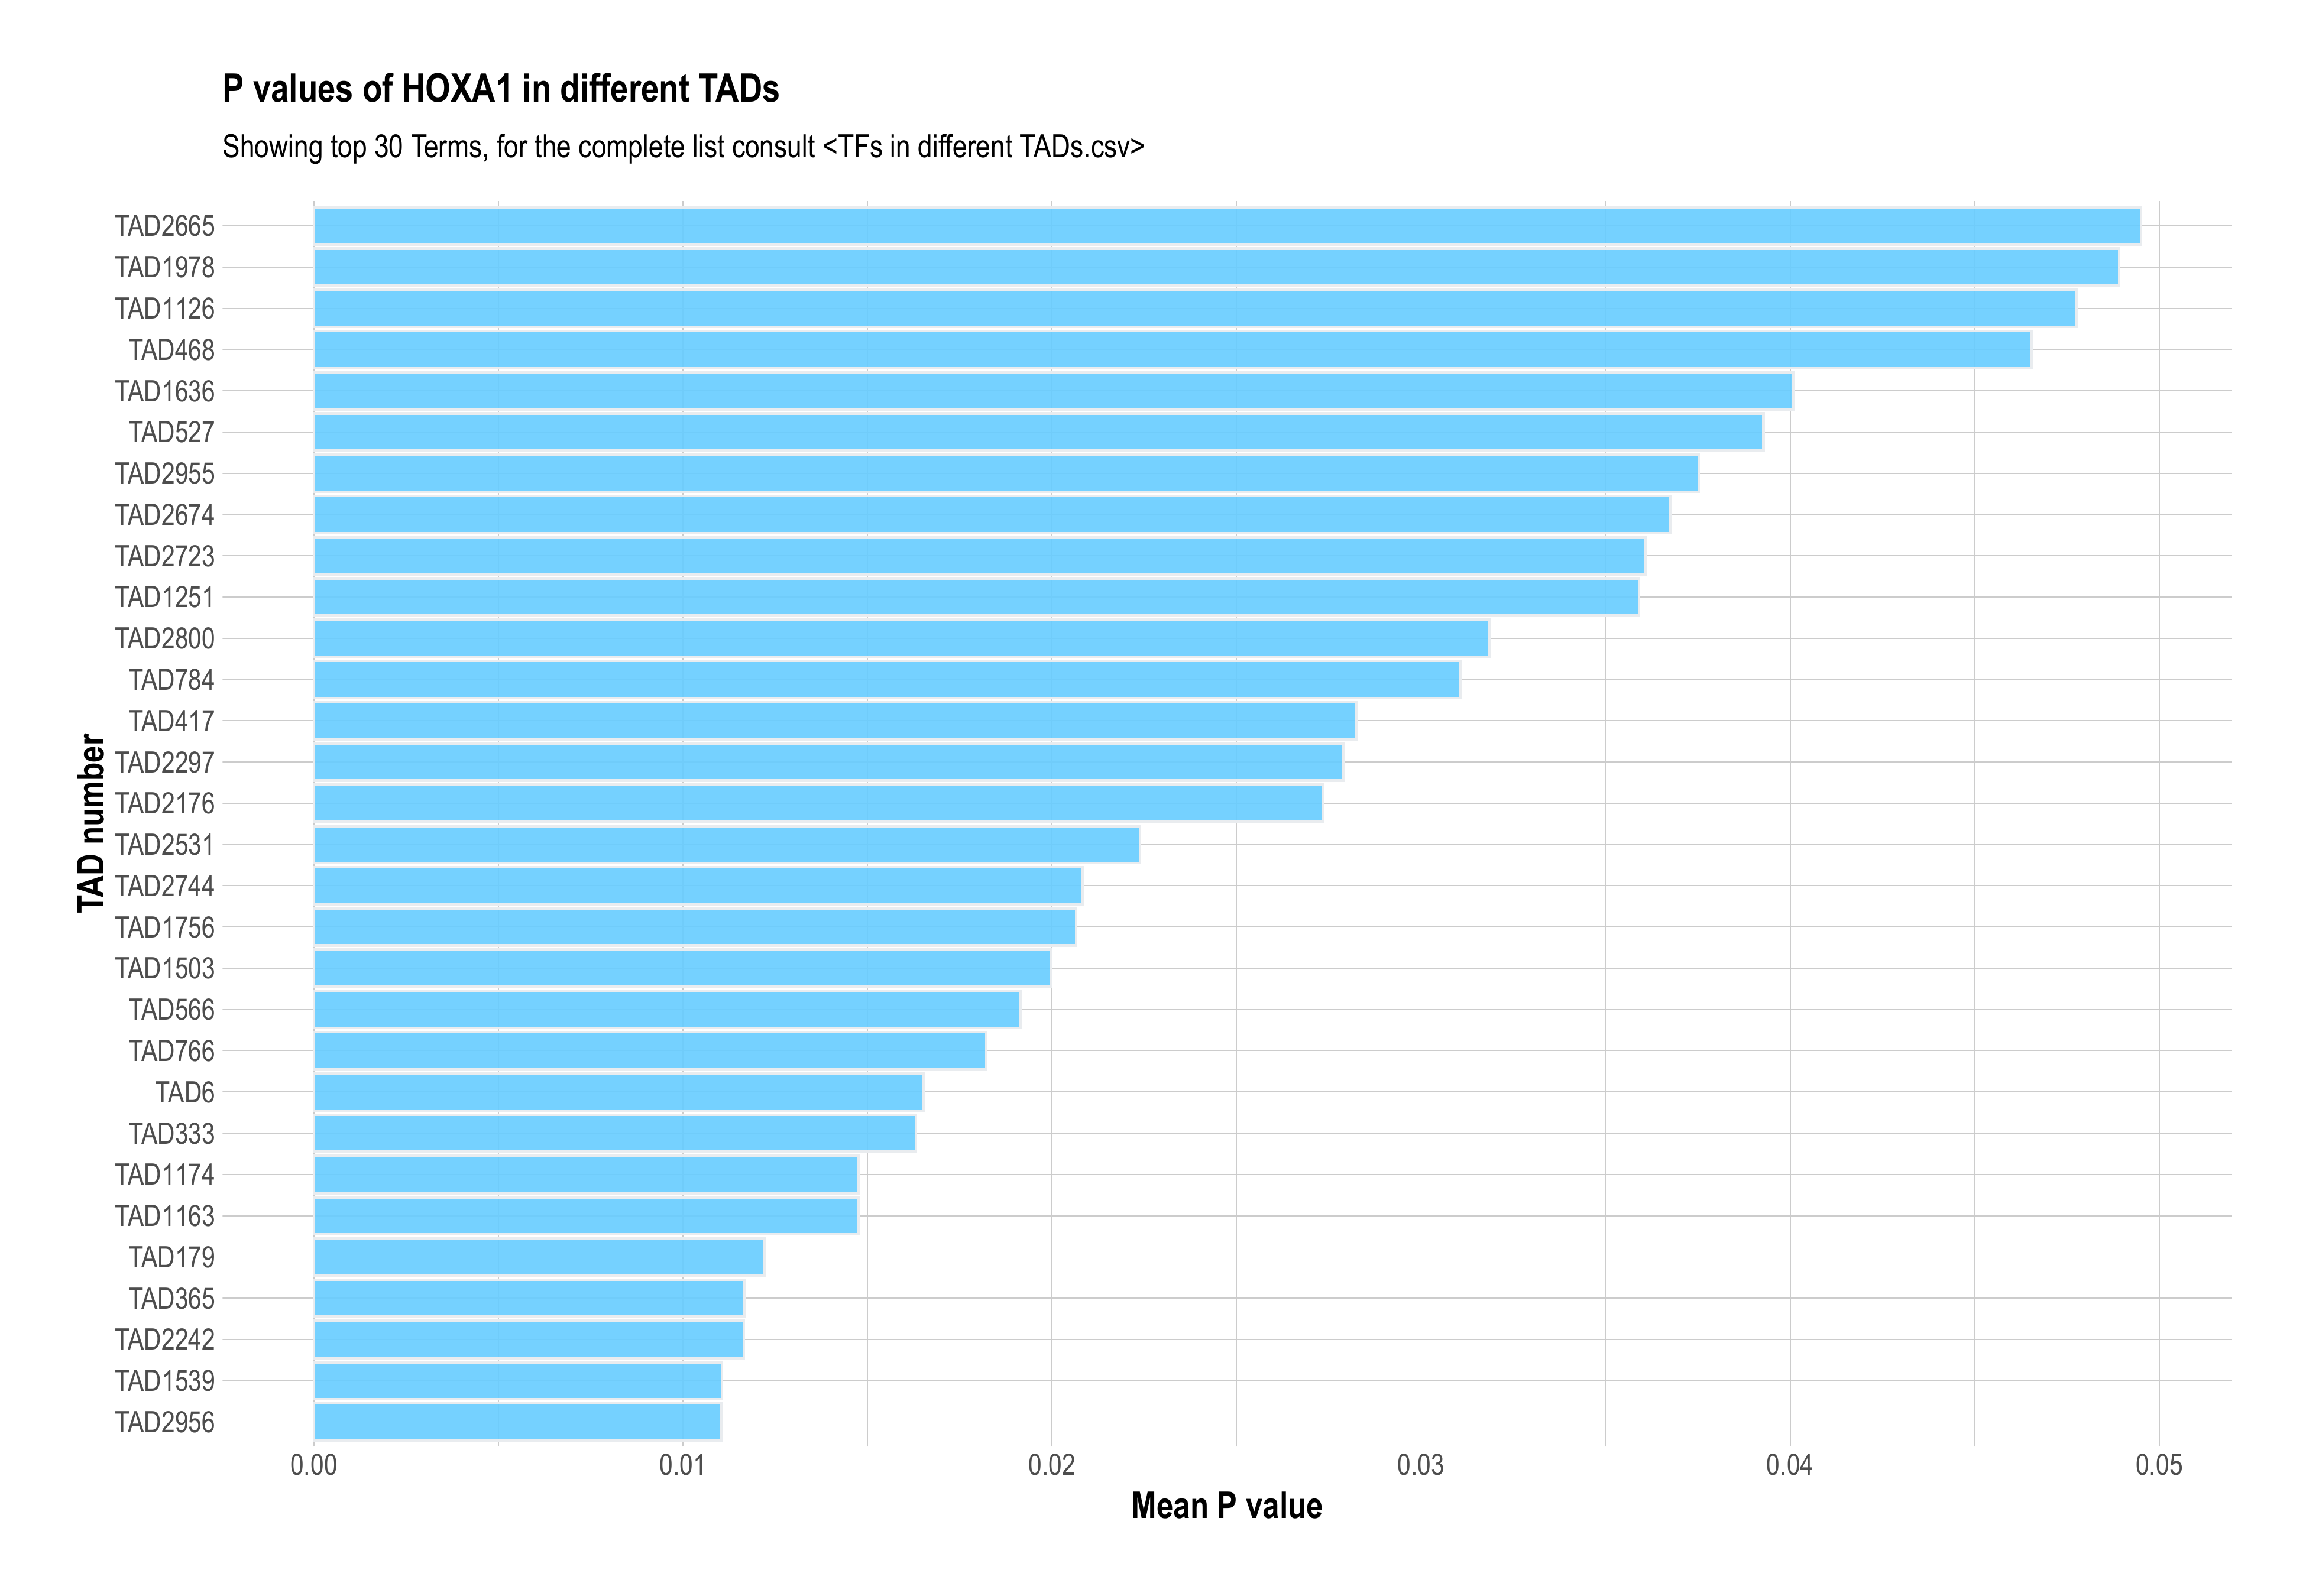 P values of HOXA1 in different TADs
Showing top 30 Terms, for the complete list consult <TFs in different TADs.csv>
TAD number
TAD2665
TAD1978
TAD1126
TAD468
TAD1636
TAD527
TAD2955
TAD2674
TAD2723
TAD1251
TAD2800
TAD784
TAD417
TAD2297
TAD2176
TAD2531
TAD2744
TAD1756
TAD1503
TAD566
TAD766
TAD6
TAD333
TAD1174
TAD1163
TAD179
TAD365
TAD2242
TAD1539
TAD2956
0.00 0.01 0.02 0.03 0.04 0.05
Mean P value